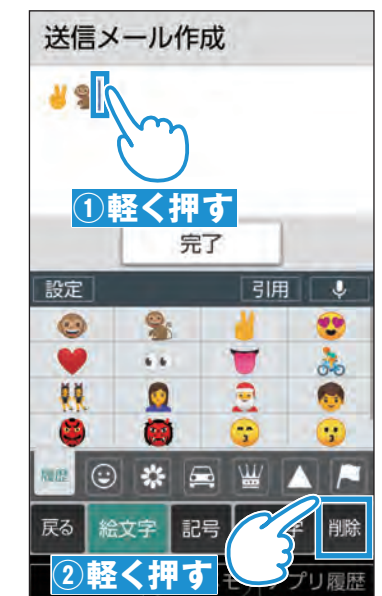 送信メール作成
①軽く押す
完了
設定 引用
履歴
戻る 絵文字 記号 字 削除
②軽く押す
アプリ履歴